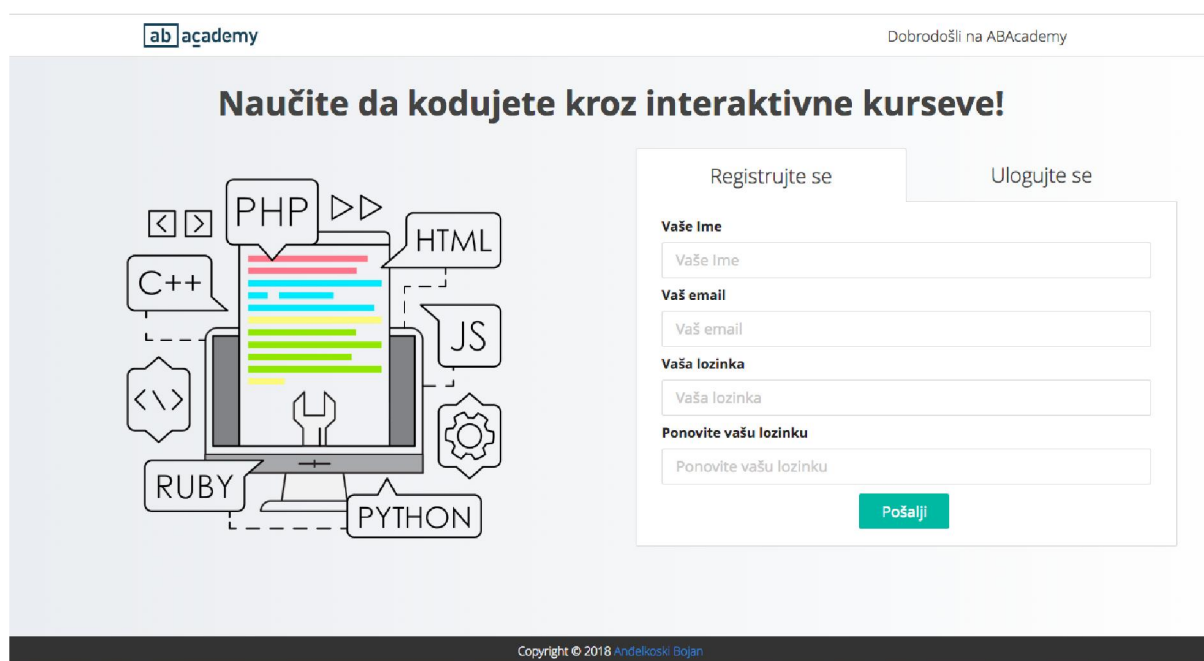 ab academy
Dobrodošli na ABAcademy
Naučite da kodujete kroz interaktivne kurseve!
Registrujte se
Ulogujte se
PHP
HTML
C++
JS
RUBY
PYTHON
Vaše Ime
Vaše Ime
Vaš email
Vaš email
Vaša lozinka
Vaša lozinka
Ponovite vašu lozinku
Ponovite vašu lozinku
Pošalji
Copyright © 2018 Anđelkoski Bojan